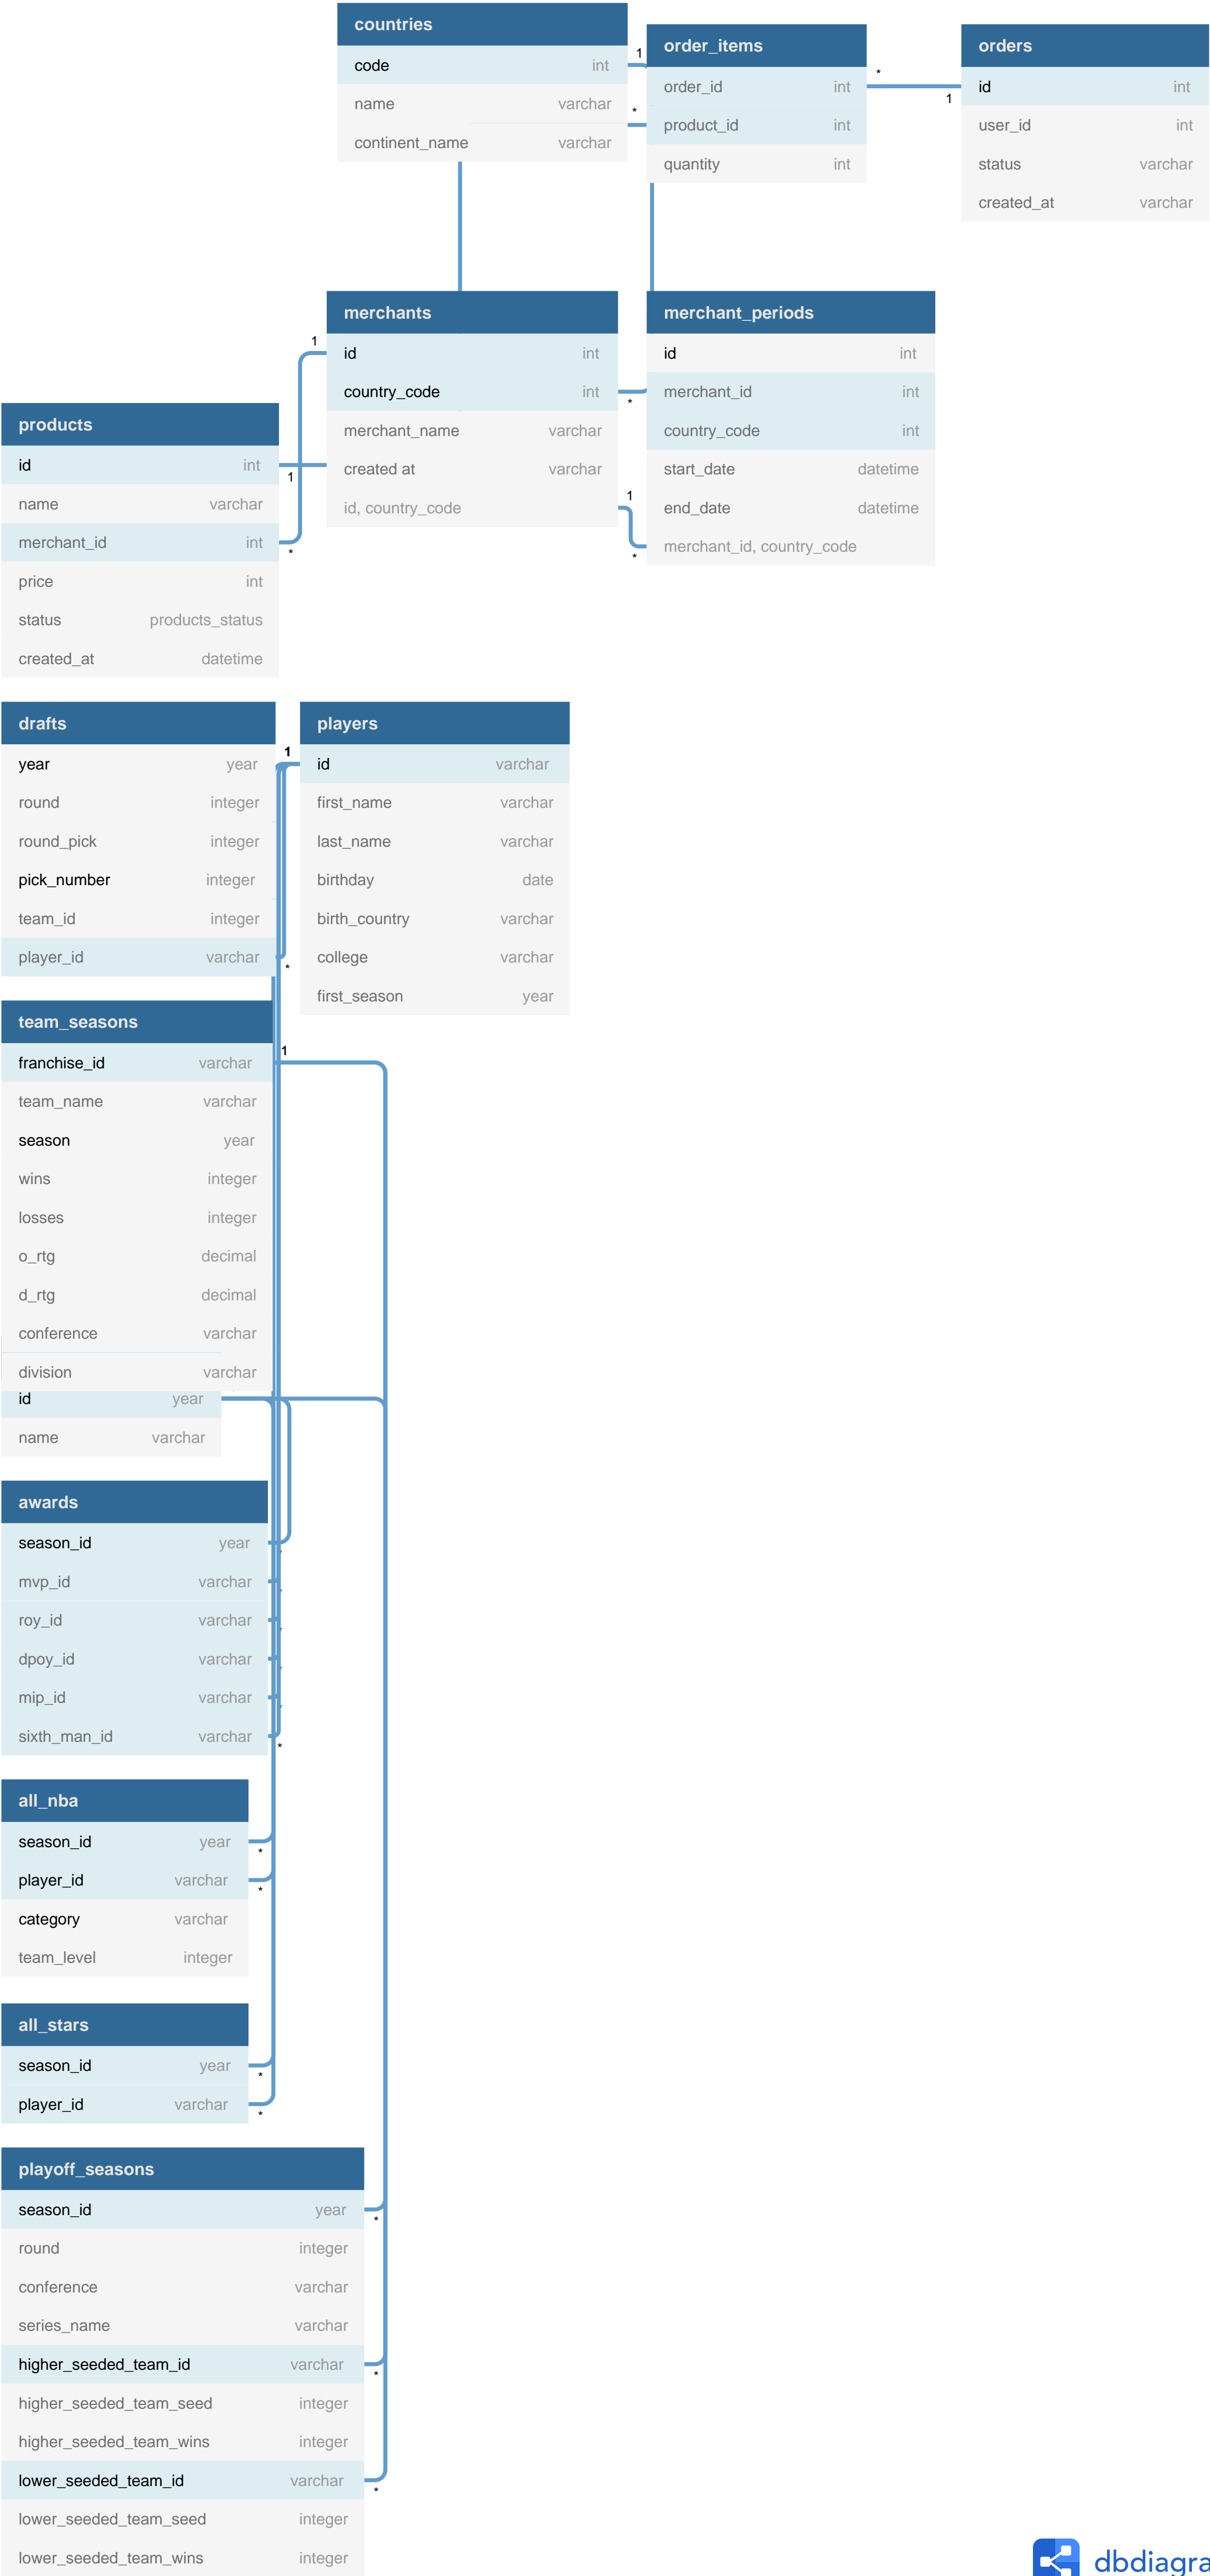 countries
code int
name varchar
continent_name varchar
1
*
order_items
order_id int
product_id int
quantity int
*
1
orders
id int
user_id int
status varchar
created_at varchar
merchants
id int
country_code int
merchant_name varchar
created at varchar
id, country_code
1
*
1
*
merchant_periods
id int
merchant_id int
country_code int
start_date datetime
end_date datetime
merchant_id, country_code
products
id int
name varchar
merchant_id int
price int
status products_status
created_at datetime
1
*
drafts
year year
round integer
round_pick integer
pick_number integer
team_id integer
player_id varchar
1
*
players
id varchar
first_name varchar
last_name varchar
birthday date
birth_country varchar
college varchar
first_season year
team_seasons
franchise_id varchar
team_name varchar
season year
wins integer
losses integer
o_rtg decimal
d_rtg decimal
conference varchar
division varchar
1
id year
name varchar
awards
season_id year
mvp_id varchar
roy_id varchar
dpoy_id varchar
mip_id varchar
sixth_man_id varchar
*
all_nba
season_id year
*
player_id varchar
*
category varchar
team_level integer
all_stars
season_id year
*
player_id varchar
*
playoff_seasons
season_id year
*
round integer
conference varchar
series_name varchar
higher_seeded_team_id varchar
*
higher_seeded_team_seed integer
higher_seeded_team_wins integer
lower_seeded_team_id varchar
*
lower_seeded_team_seed integer
lower_seeded_team_wins integer
dbdiagra